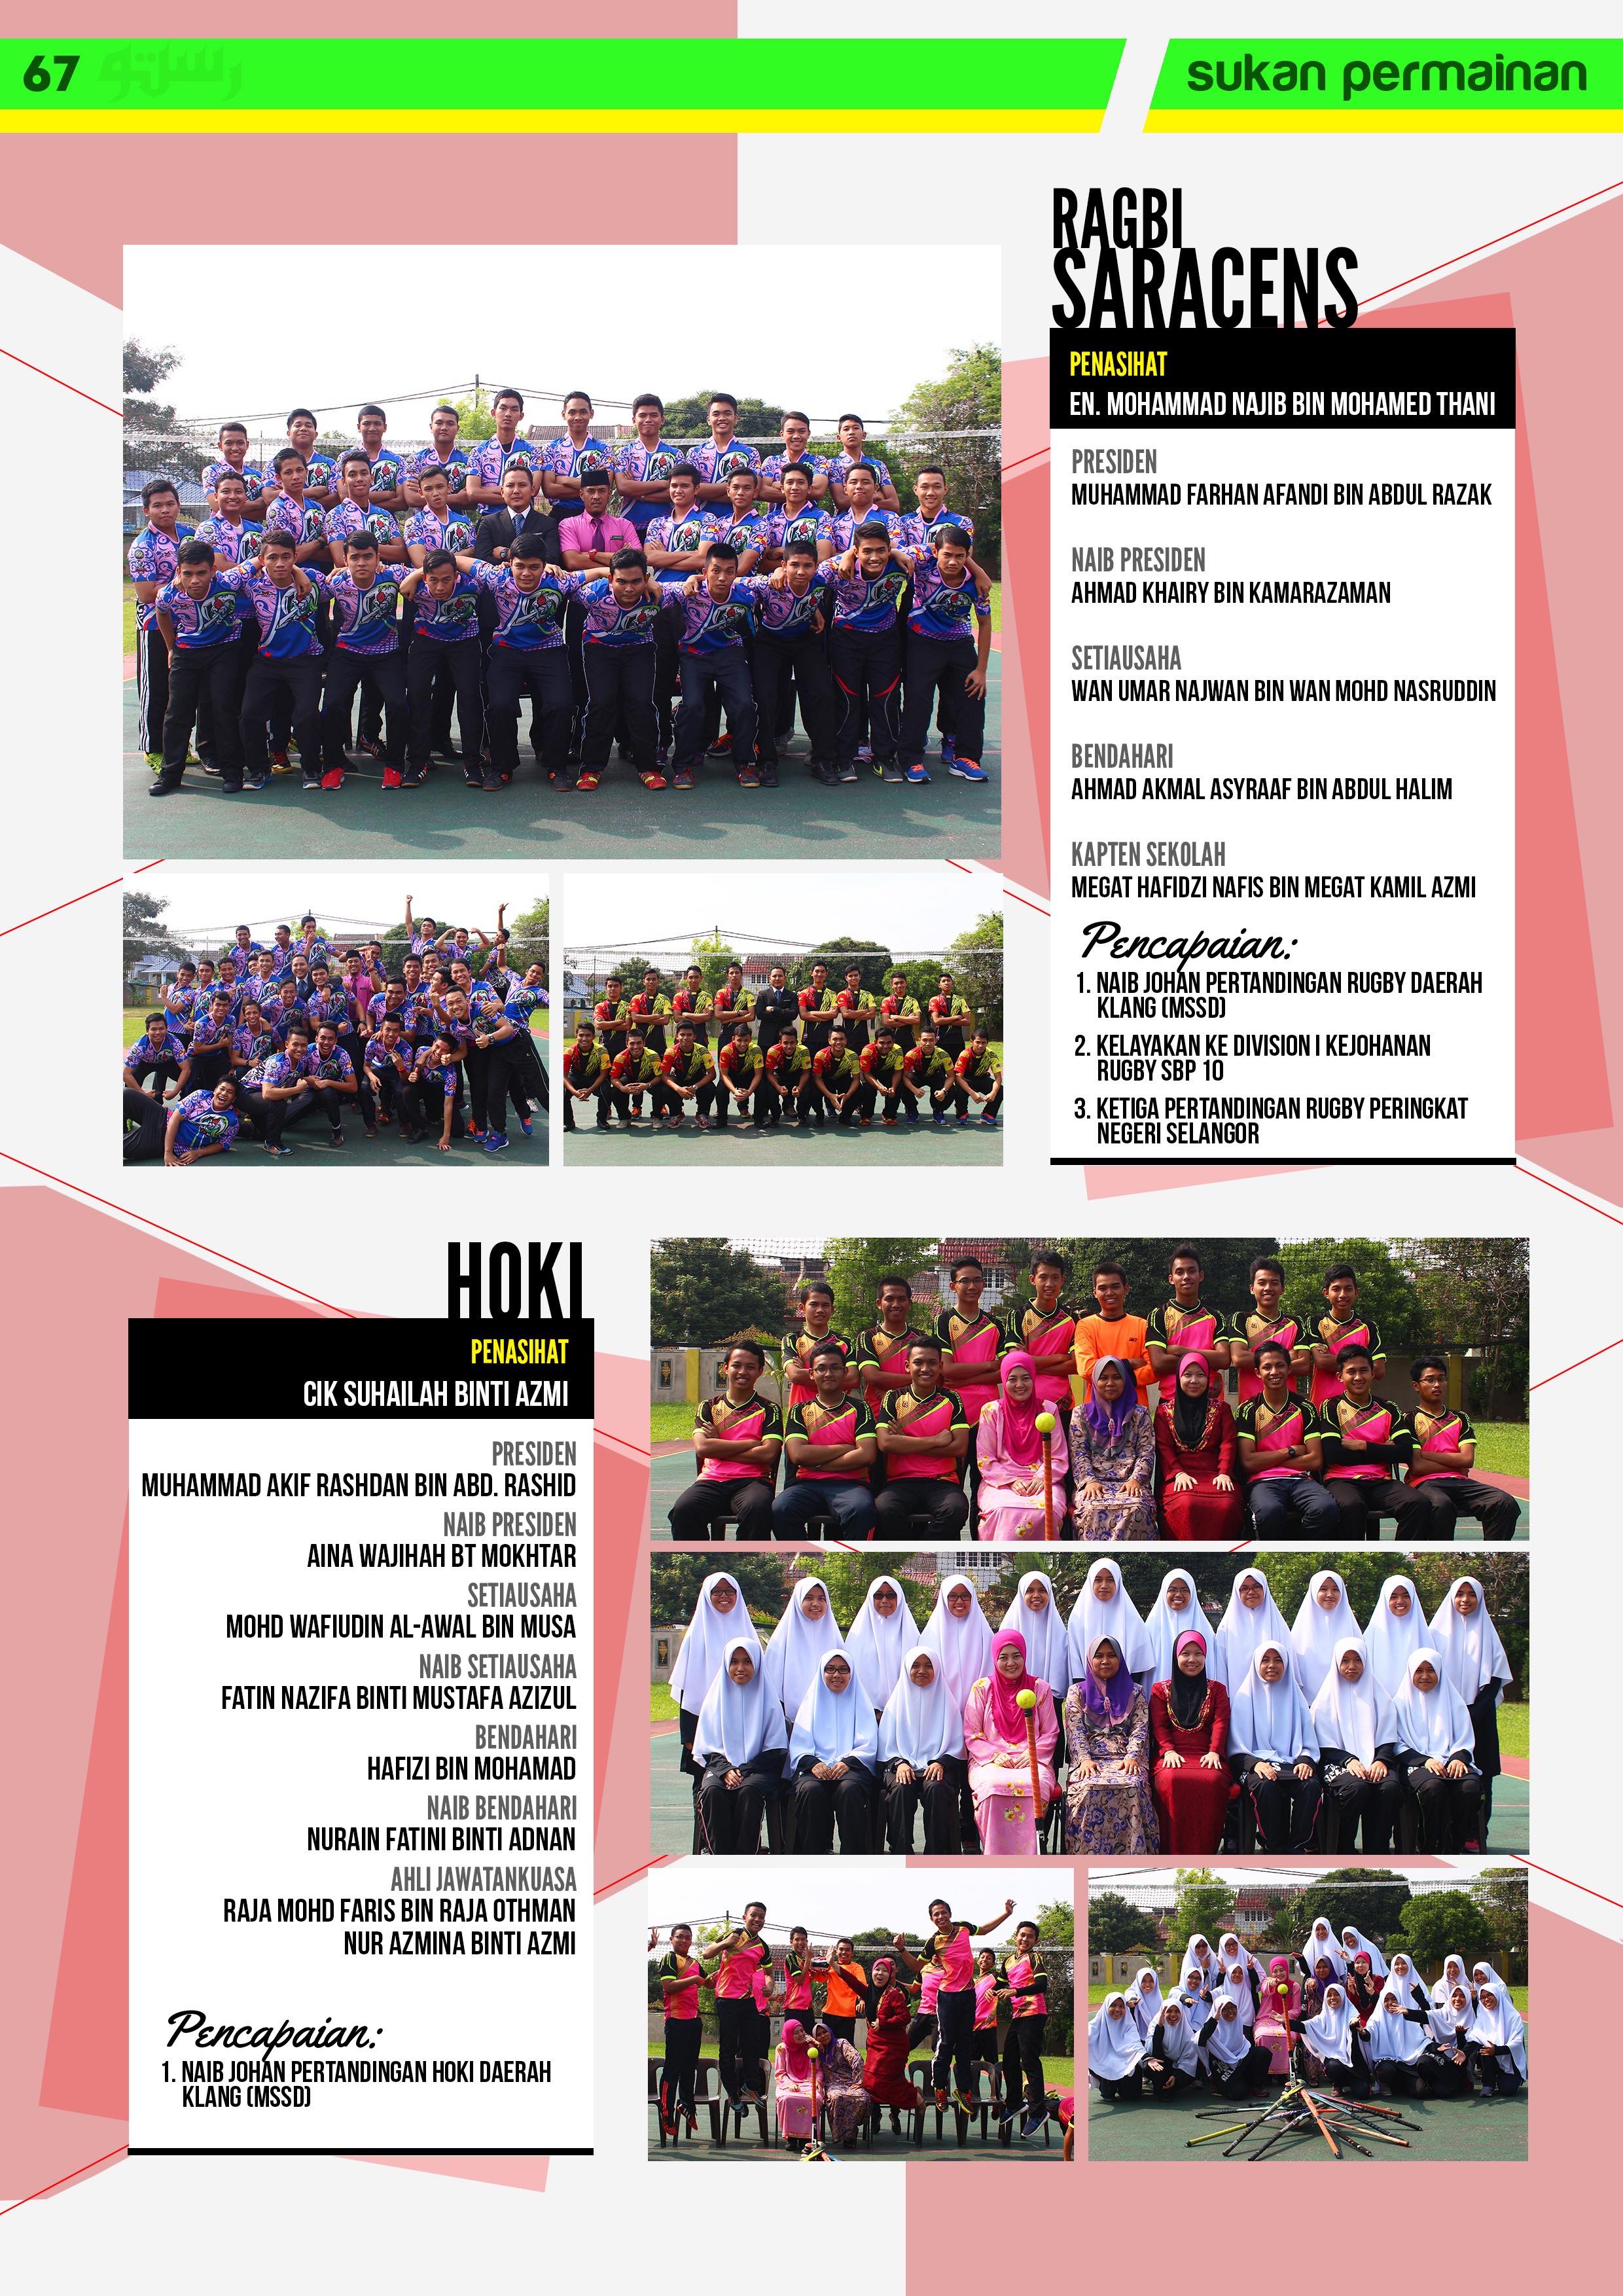 67 رستو
sukan permainan
RAGBI
SARACENS
PENASIHAT
EN. MOHAMMAD NAJIB BIN MOHAMED THANI
PRESIDEN
MUHAMMAD FARHAN AFANDI BIN ABDUL RAZAK
NAIB PRESIDEN
AHMAD KHAIRY BIN KAMARAZAMAN
SETIAUSAHA
WAN UMAR NAJWAN BIN WAN MOHD NASRUDDIN
BENDAHARI
AHMAD AKMAL ASYRAAF BIN ABDUL HALIM
KAPTEN SEKOLAH
MEGAT HAFIDZI NAFIS BIN MEGAT KAMIL AZMI
Pencapaian:
1. NAIB JOHAN PERTANDINGAN RUGBY DAERAH
KLANG (MSSD)
2. KELAYAKAN KE DIVISION I KEJOHANAN
RUGBY SBP 10
3. KETIGA PERTANDINGAN RUGBY PERINGKAT
NEGERI SELANGOR
HOKI
PENASIHAT
CIK SUHAILAH BINTI AZMI
PRESIDEN
MUHAMMAD AKIF RASHDAN BIN ABD. RASHID
NAIB PRESIDEN
AINA WAJIHAH BT MOKHTAR
SETIAUSAHA
MOHD WAFIUDIN AL-AWAL BIN MUSA
NAIB SETIAUSAHA
FATIN NAZIFA BINTI MUSTAFA AZIZUL
BENDAHARI
HAFIZI BIN MOHAMAD
NAIB BENDAHARI
NURAIN FATINI BINTI ADNAN
AHLI JAWATANKUASA
RAJA MOHD FARIS BIN RAJA OTHMAN
NUR AZMINA BINTI AZMI
Pencapaian:
1. NAIB JOHAN PERTANDINGAN HOKI DAERAH
KLANG (MSSD)